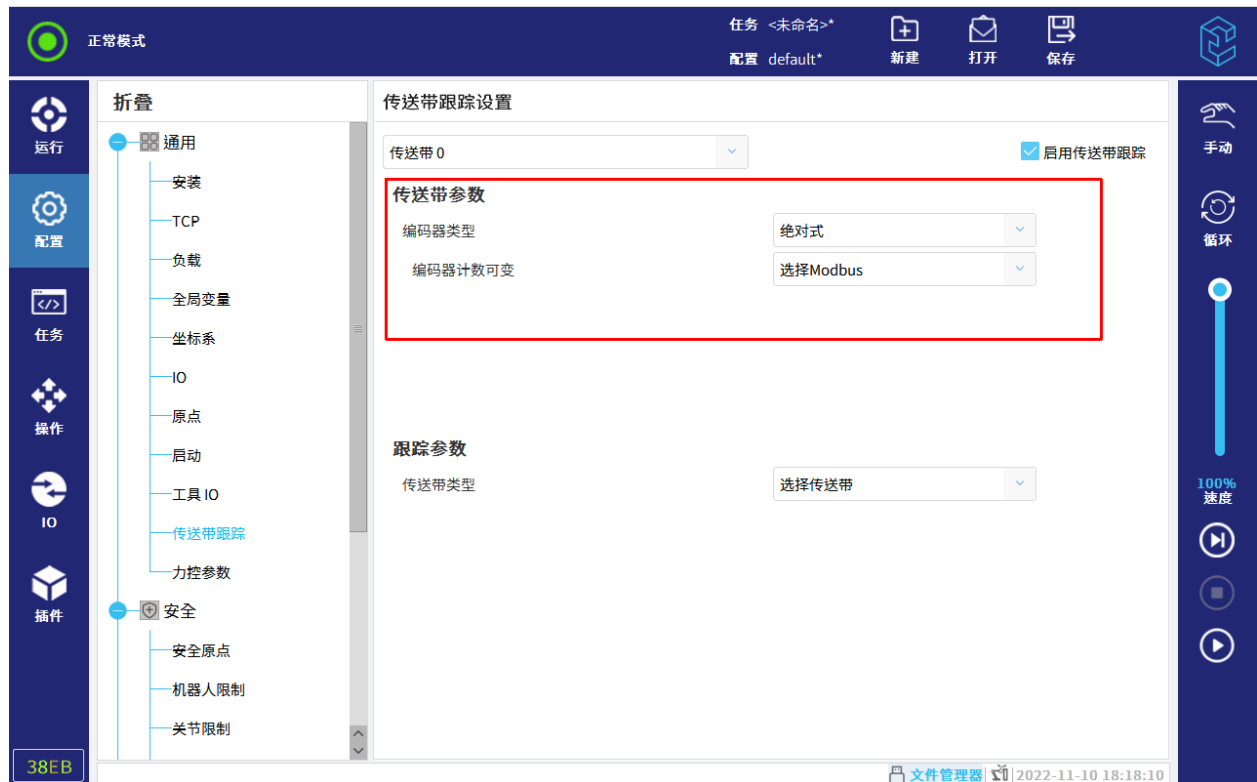 正常模式
任务 <未命名>*
配置 default*
新建
打开
保存
运行
配置
任务
操作
IO
插件
38EB
折叠
通用
安装
TCP
负载
全局变量
坐标系
IO
原点
启动
工具 IO
传送带跟踪
力控参数
安全
安全原点
机器人限制
关节限制
传送带跟踪设置
传送带 0
启用传送带跟踪
传送带参数
编码器类型 绝对式
编码器计数可变 选择Modbus
跟踪参数
传送带类型 选择传送带
手动
循环
100%
速度
文件管理器 2022-11-10 18:18:10